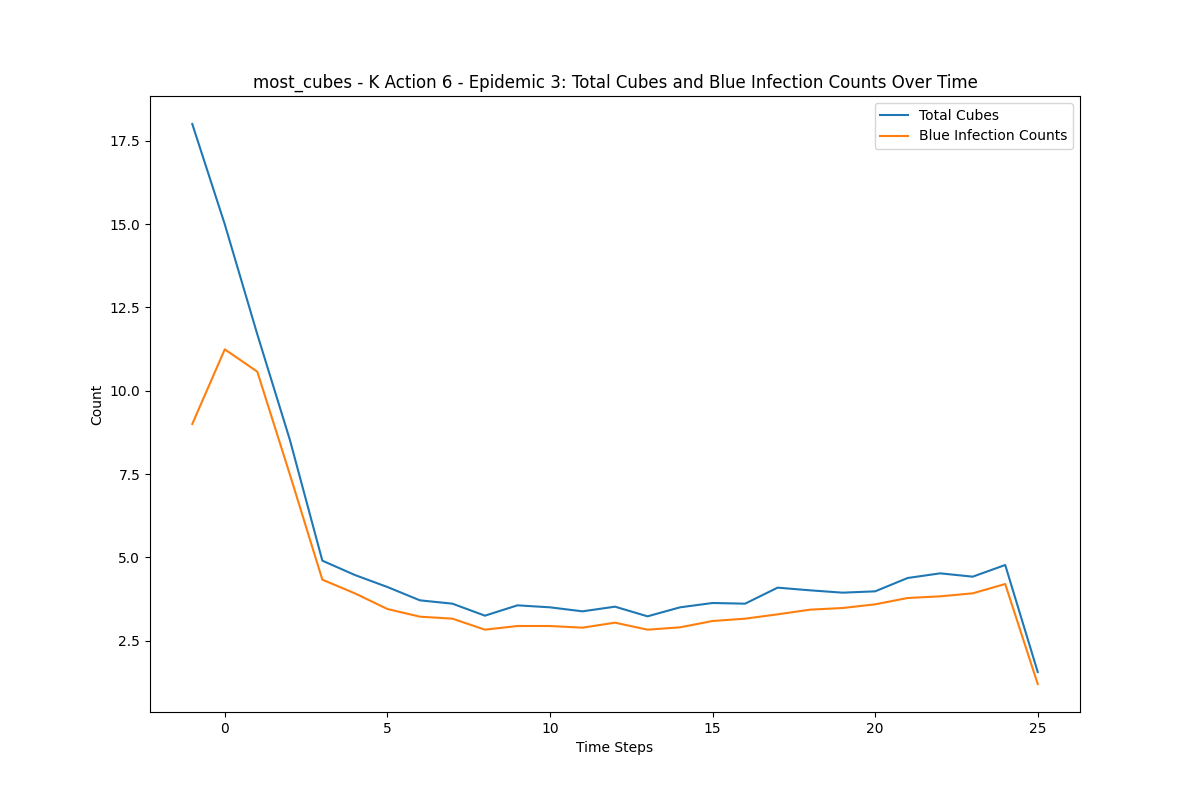 most_cubes - K Action 6 - Epidemic 3: Total Cubes and Blue Infection Counts Over Time
Total Cubes
Blue Infection Counts
17.5
15.0
12.5
10.0
7.5
5.0
2.5
Count
0 5 10 15 20 25
Time Steps